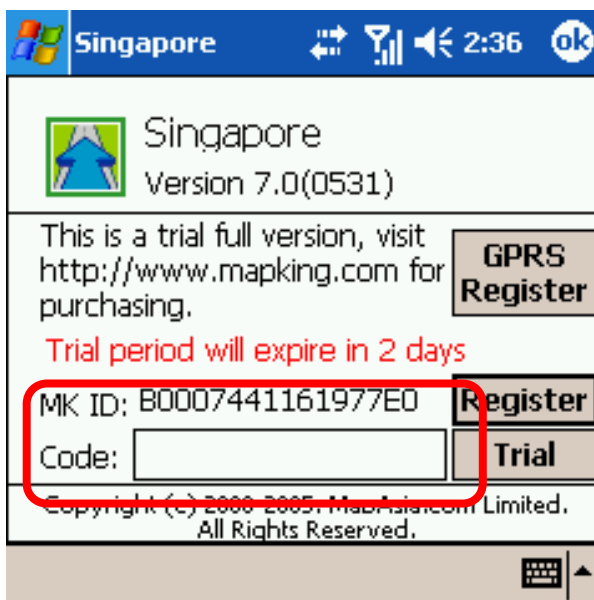 Singapore 2:36 ok
Singapore
Version 7.0(0531)
This is a trial full version, visit
http://www.mapking.com for
purchasing.
GPRS
Register
Trial period will expire in 2 days
MK ID: B0007441161977E0 Register
Code: Trial
Copyright (c) 2000-2005. MapAsia.com Limited.
All Rights Reserved.